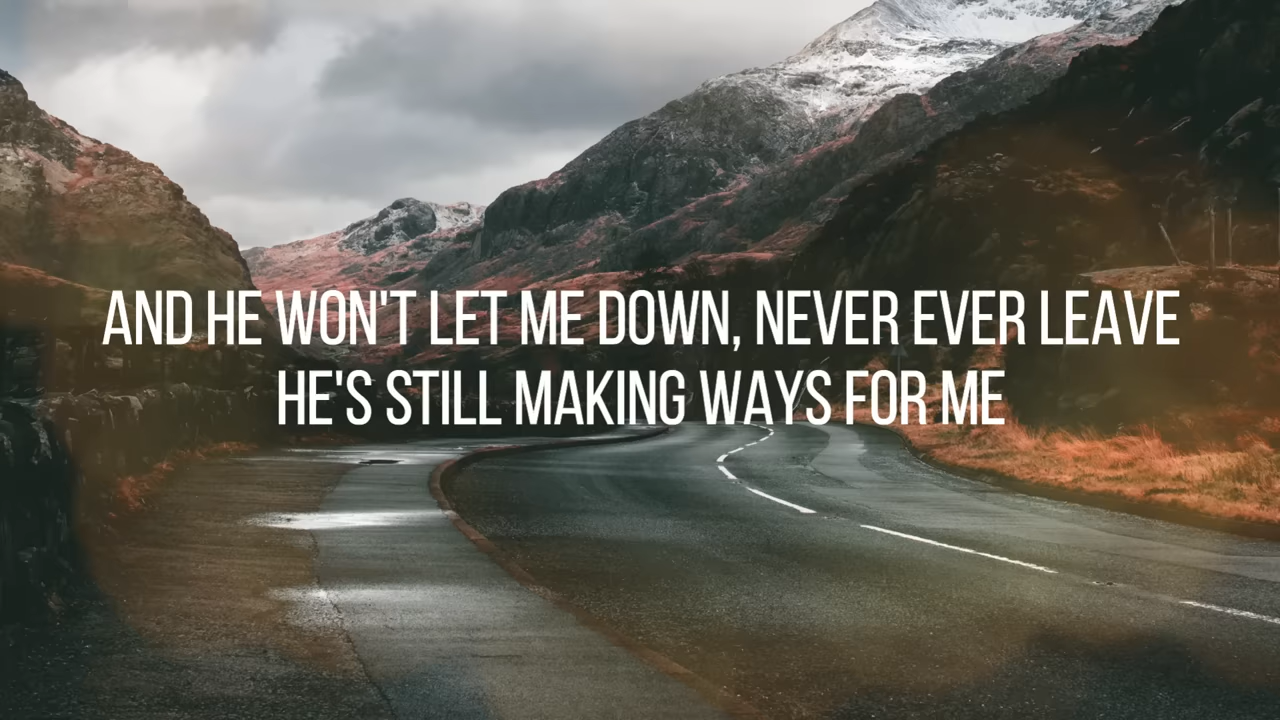 AND HE WON'T LET ME DOWN, NEVER EVER LEAVE
HE'S STILL MAKING WAYS FOR ME